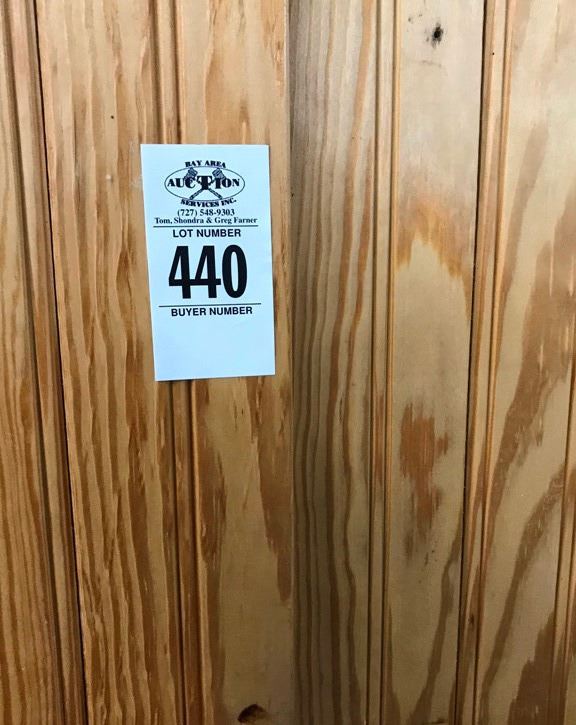 BAY AREA
AUCTION
SERVICES INC.
(727) 548-9303
Tom, Shondra & Greg Farner
LOT NUMBER
440
BUYER NUMBER